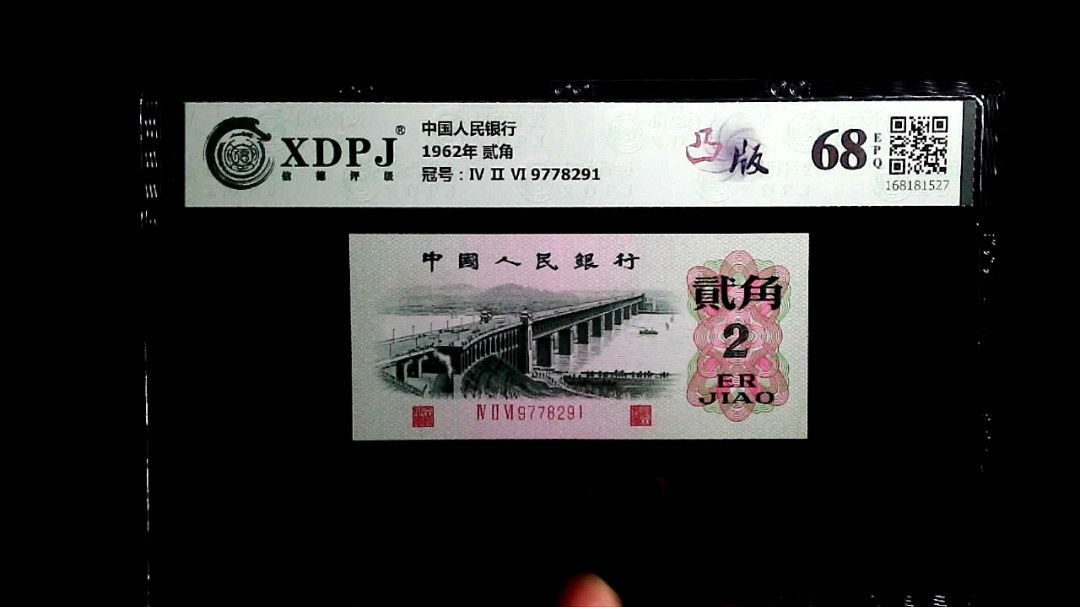 XDPJ®
信德评级
中国人民银行
1962年 贰角
冠号：Ⅳ Ⅱ Ⅵ 9778291
凸版
68
EPQ
168181527
中國人民銀行
貳角
2
ER
JIAO
Ⅳ Ⅱ Ⅵ 9778291